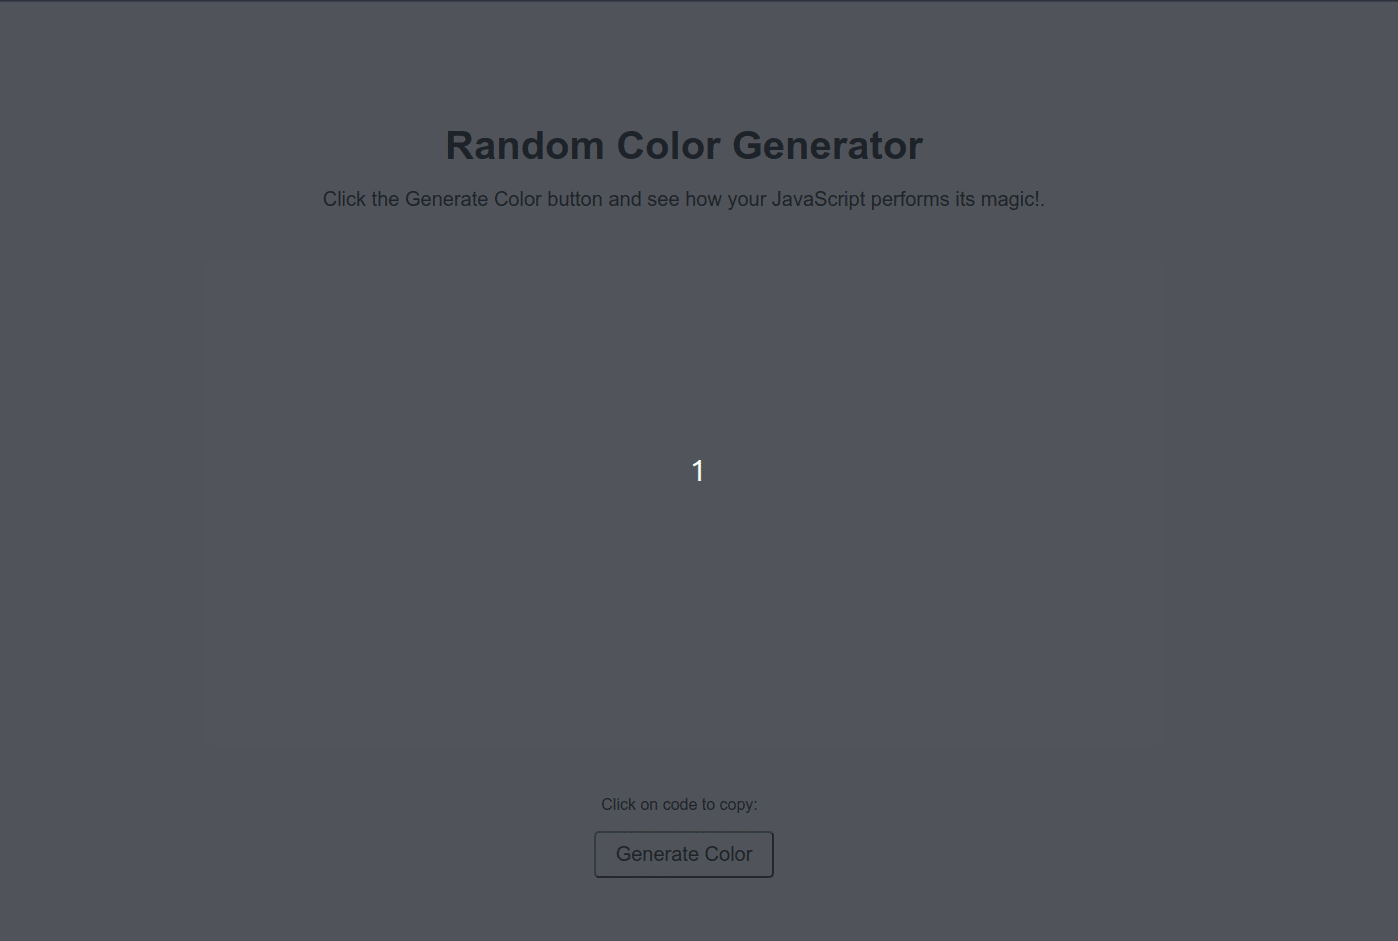 Random Color Generator
Click the Generate Color button and see how your JavaScript performs its magic!.
1
Click on code to copy:
Generate Color